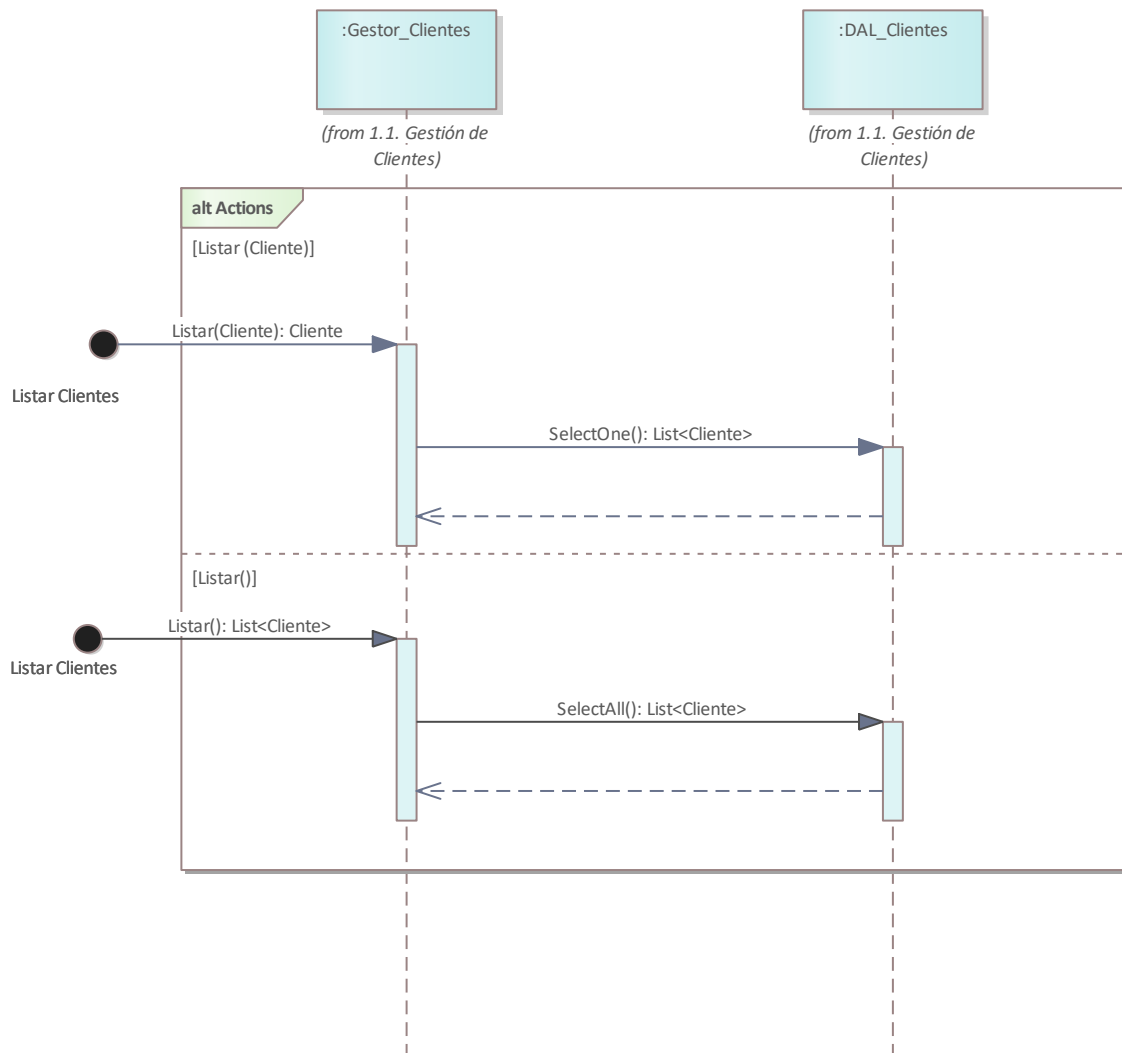 :Gestor_Clientes
:DAL_Clientes
(from 1.1. Gestión de
Clientes)
(from 1.1. Gestión de
Clientes)
alt Actions
[Listar (Cliente)]
Listar(Cliente): Cliente
Listar Clientes
SelectOne(): List<Cliente>
[Listar()]
Listar(): List<Cliente>
Listar Clientes
SelectAll(): List<Cliente>